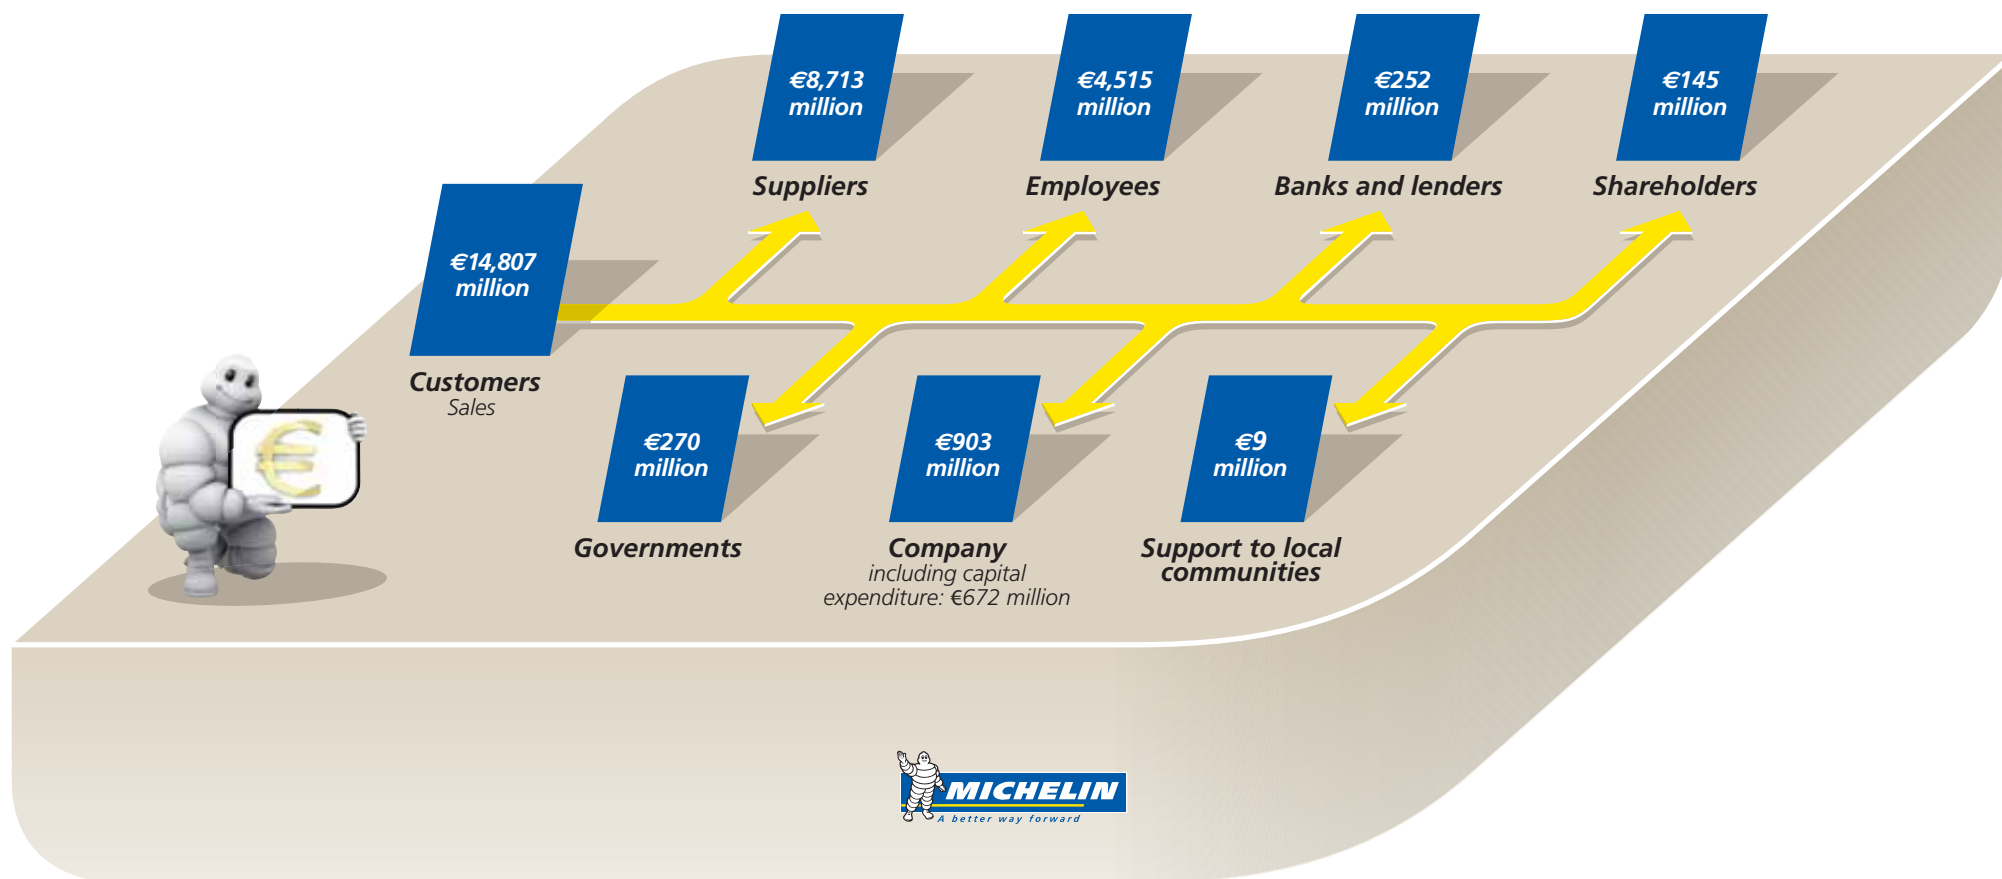 €8,713
million
Suppliers
€4,515
million
Employees
€252
million
Banks and lenders
€145
million
Shareholders
€14,807
million
Customers
Sales
€
€270
million
Governments
€903
million
Company
including capital
expenditure: €672 million
€9
million
Support to local
communities
MICHELIN
A better way forward